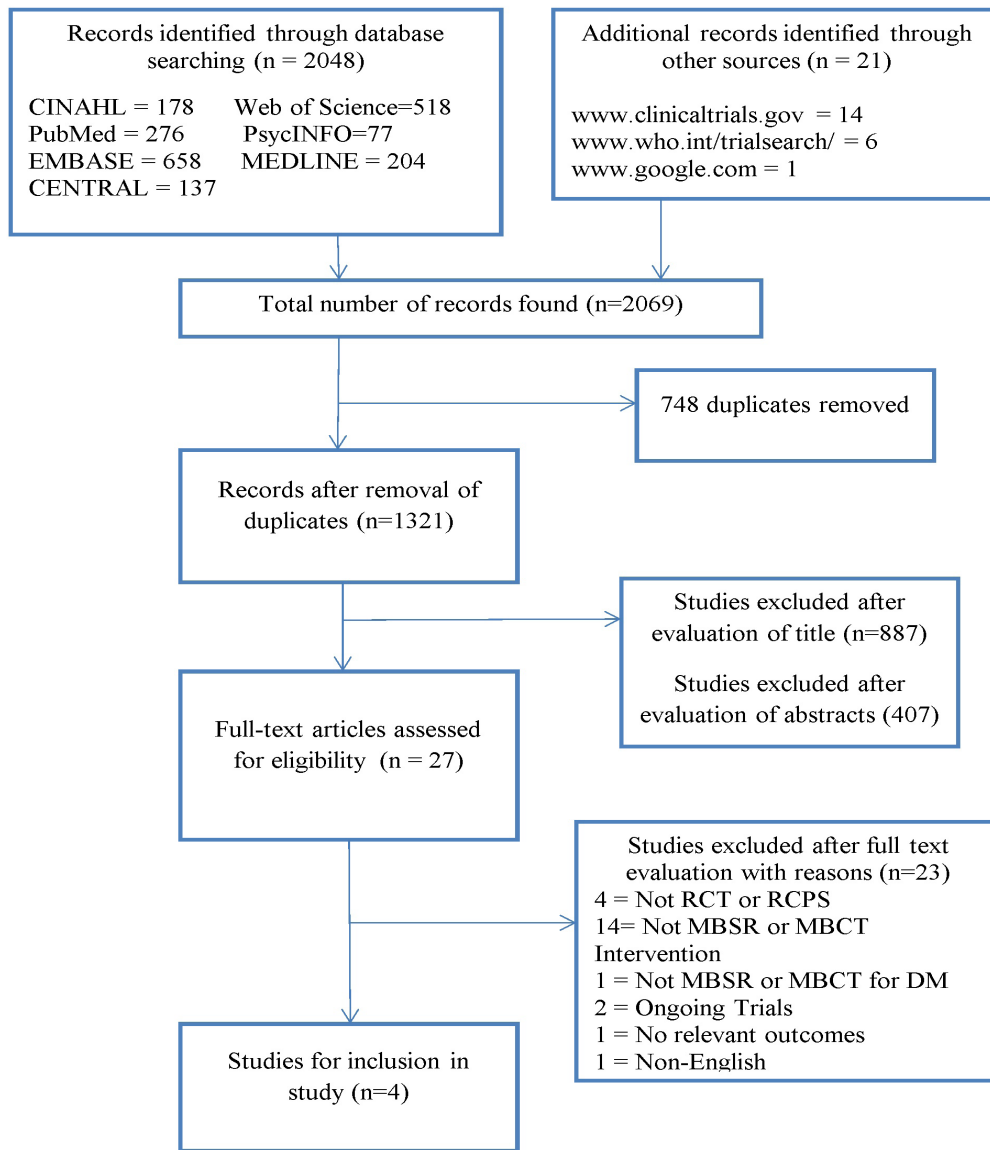 Records identified through database
searching (n = 2048)
CINAHL = 178 Web of Science=518
PubMed = 276 PsycINFO=77
EMBASE = 658 MEDLINE = 204
CENTRAL = 137
Additional records identified through
other sources (n = 21)
www.clinicaltrials.gov = 14
www.who.int/trialsearch/ = 6
www.google.com = 1
Total number of records found (n=2069)
748 duplicates removed
Records after removal of
duplicates (n=1321)
Studies excluded after
evaluation of title (n=887)
Studies excluded after
evaluation of abstracts (407)
Full-text articles assessed
for eligibility (n = 27)
Studies excluded after full text
evaluation with reasons (n=23)
4 = Not RCT or RCPS
14= Not MBSR or MBCT
Intervention
1 = Not MBSR or MBCT for DM
2 = Ongoing Trials
1 = No relevant outcomes
1 = Non-English
Studies for inclusion in
study (n=4)